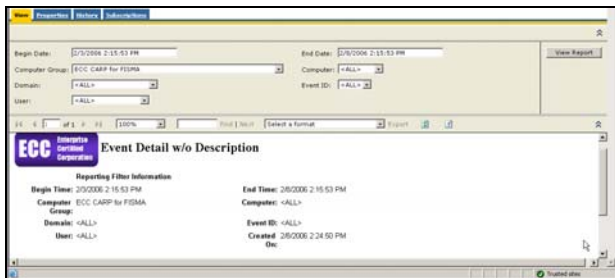 View Properties History Subscriptions
Begin Date: 2/3/2006 2:15:53 PM End Date: 2/8/2006 2:15:53 PM View Report
Computer Group: ECC CARP for FISMA Computer: <ALL>
Domain: <ALL> Event ID: <ALL>
User: <ALL>
1 of 1 100% Find | Next Select a format Export
ECC Enterprise Certified Corporation Event Detail w/o Description
Reporting Filter Information
Begin Time: 2/3/2006 2:15:53 PM End Time: 2/8/2006 2:15:53 PM
Computer Group: ECC CARP for FISMA Computer: <ALL>
Domain: <ALL> Event ID: <ALL>
User: <ALL> Created On: 2/8/2006 2:24:50 PM
Trusted sites